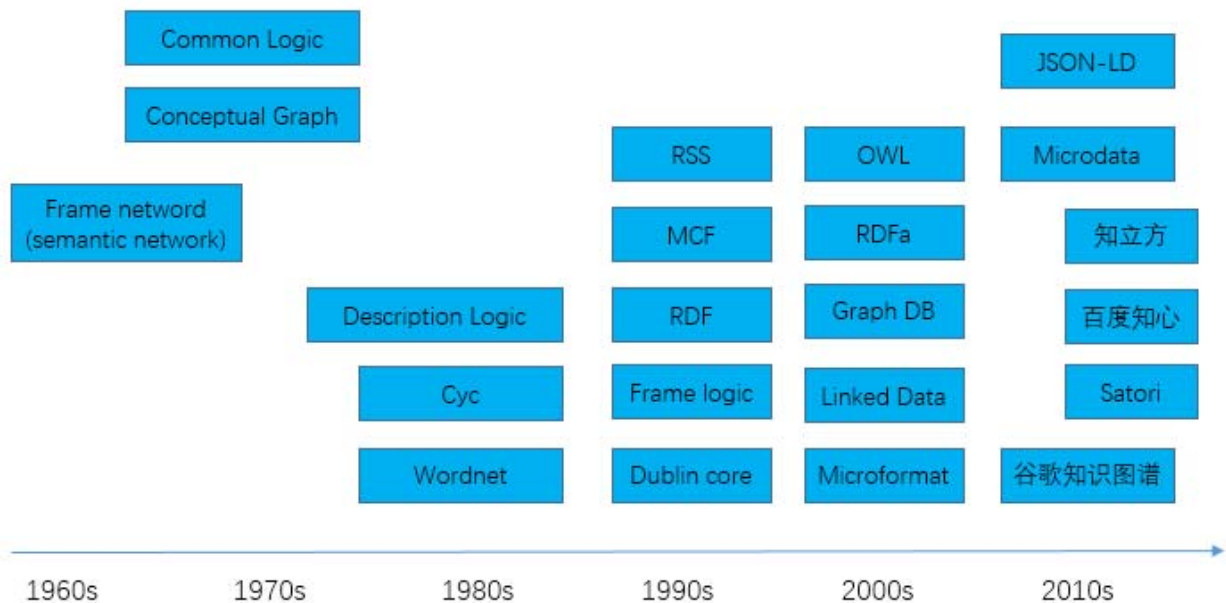 Common Logic
JSON-LD
Conceptual Graph
RSS
OWL
Microdata
Frame netword
(semantic network)
MCF
RDFa
知立方
Description Logic
RDF
Graph DB
百度知心
Cyc
Frame logic
Linked Data
Satori
Wordnet
Dublin core
Microformat
谷歌知识图谱
1960s
1970s
1980s
1990s
2000s
2010s